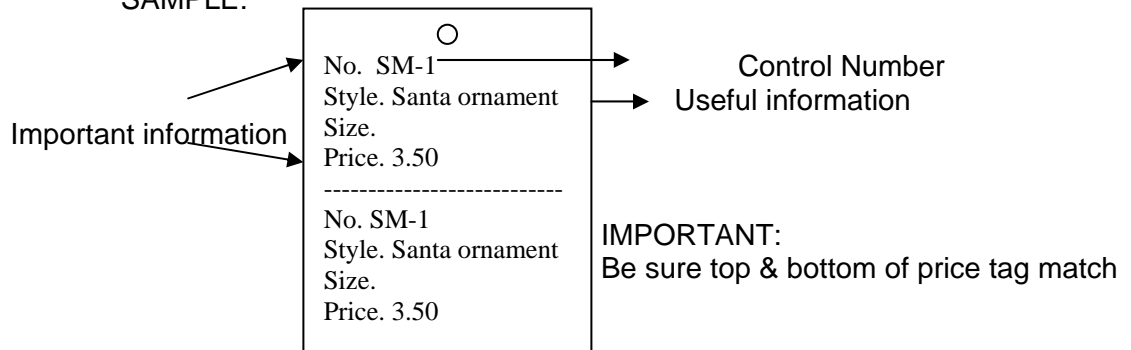 SAMPLE:
No. SM-1
Control Number
Style. Santa ornament
Useful information
Size.
Important information
Price. 3.50
---------------------------
No. SM-1
Style. Santa ornament
IMPORTANT:
Size.
Be sure top & bottom of price tag match
Price. 3.50